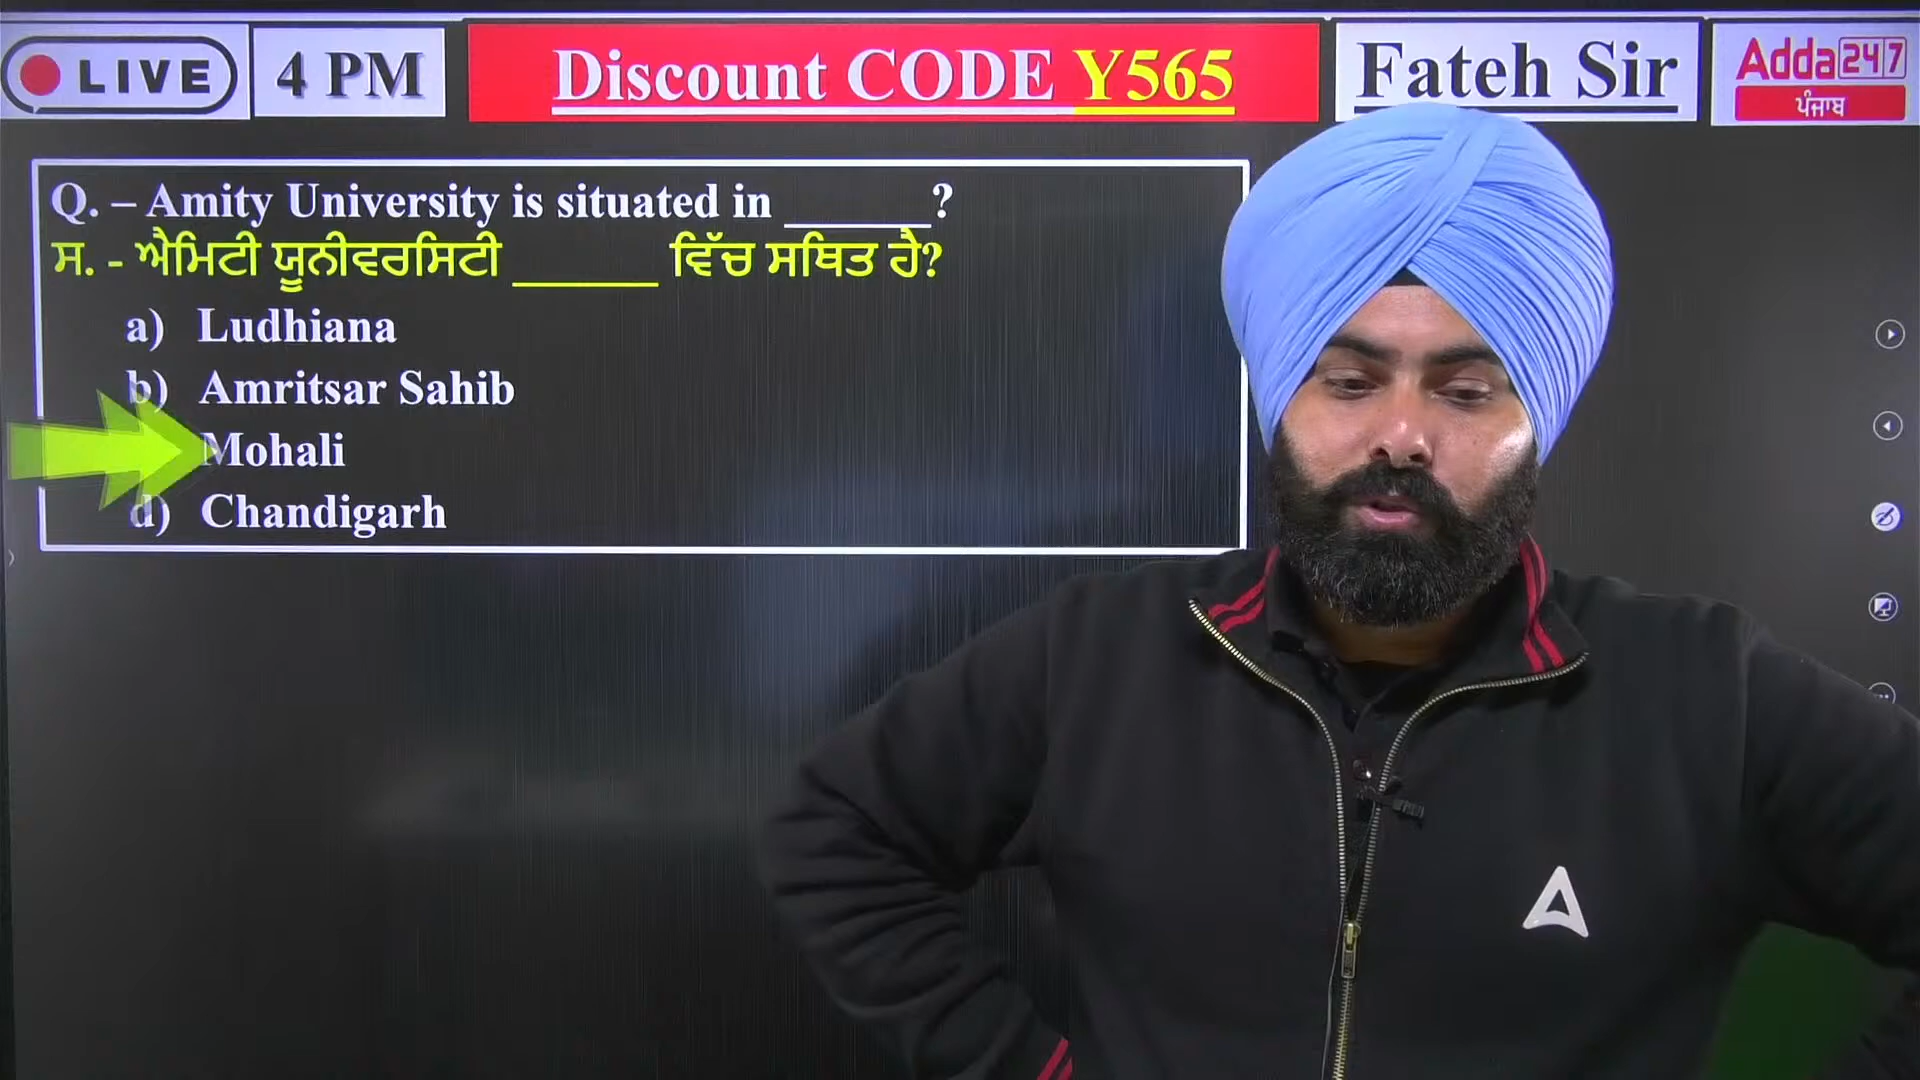 LIVE
4 PM
Discount CODE Y565
Fateh Sir
Adda247
ਪੰਜਾਬ
Q. – Amity University is situated in ______?
ਸ. - ਐਮਿਟੀ ਯੂਨੀਵਰਸਿਟੀ ______ ਵਿੱਚ ਸਥਿਤ ਹੈ?
a) Ludhiana
b) Amritsar Sahib
Mohali
d) Chandigarh